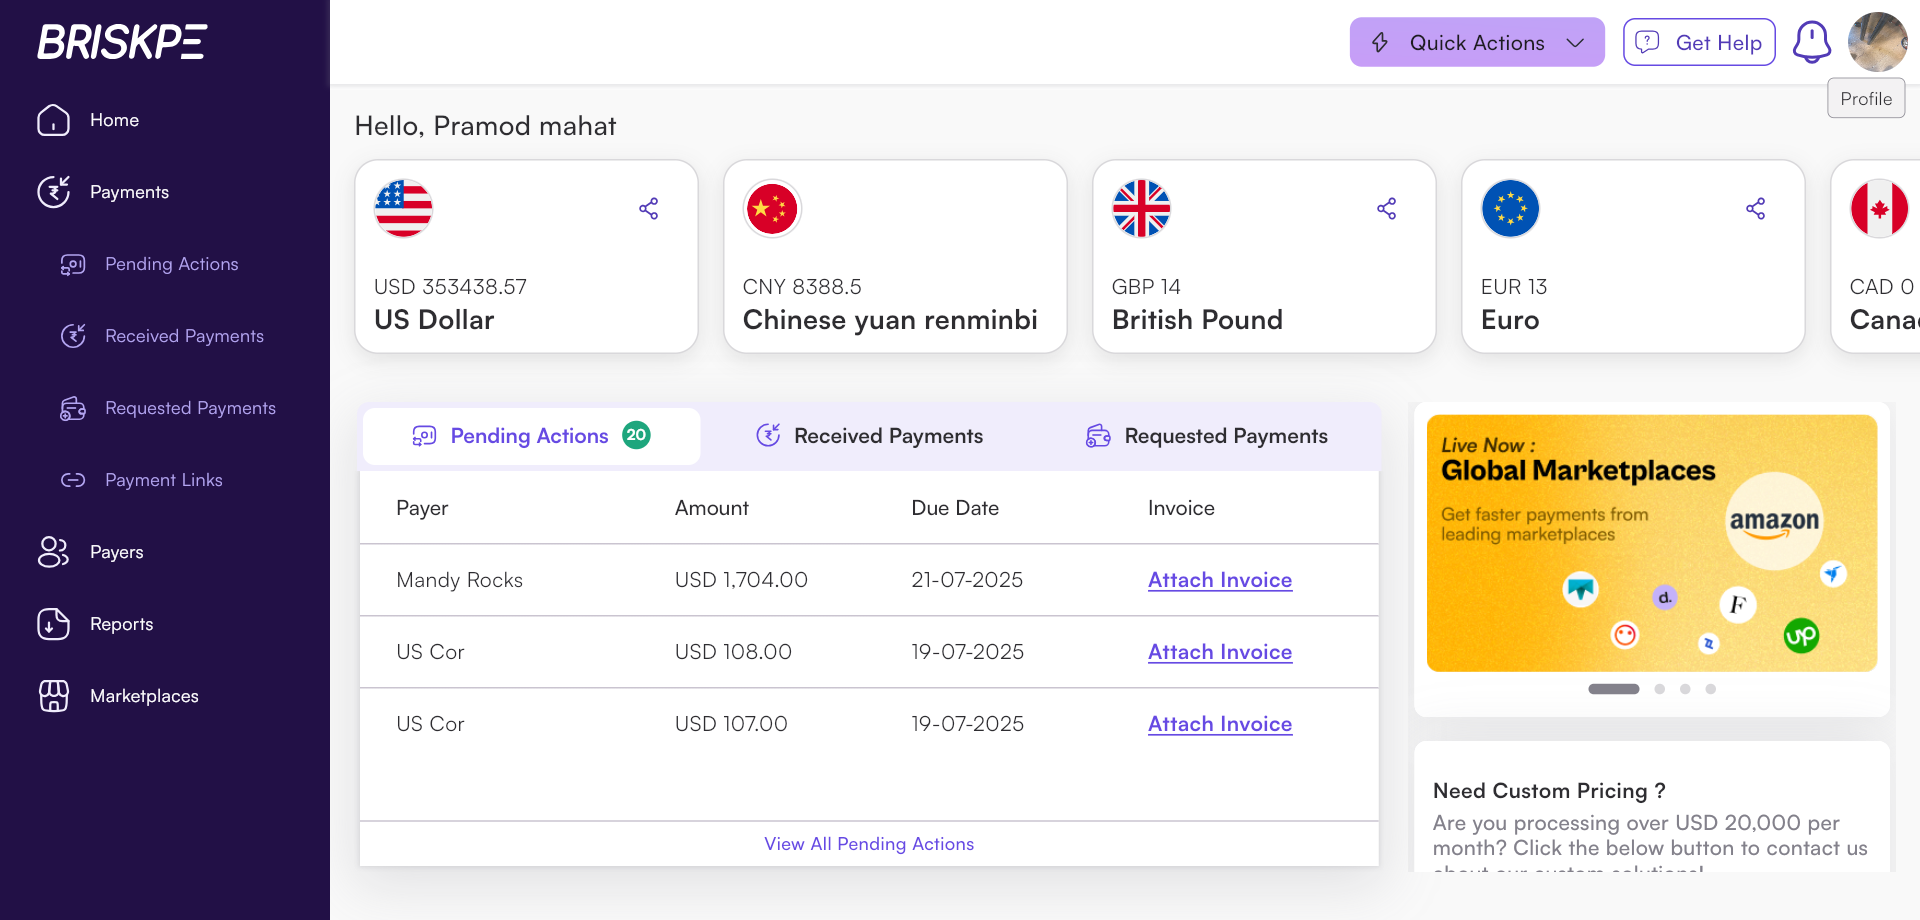 BRISKPE
Home
Payments
Pending Actions
Received Payments
Requested Payments
Payment Links
Payers
Reports
Marketplaces
Quick Actions
Get Help
Profile
Hello, Pramod mahat
USD 353438.57
US Dollar
CNY 8388.5
Chinese yuan renminbi
GBP 14
British Pound
EUR 13
Euro
CAD 0
Pending Actions 20
Received Payments
Requested Payments
Payer Amount Due Date Invoice
Mandy Rocks USD 1,704.00 21-07-2025 Attach Invoice
US Cor USD 108.00 19-07-2025 Attach Invoice
US Cor USD 107.00 19-07-2025 Attach Invoice
View All Pending Actions
Live Now :
Global Marketplaces
Get faster payments from
leading marketplaces
amazon
d.
F
up
Need Custom Pricing ?
Are you processing over USD 20,000 per
month? Click the below button to contact us
about our custom solutions!